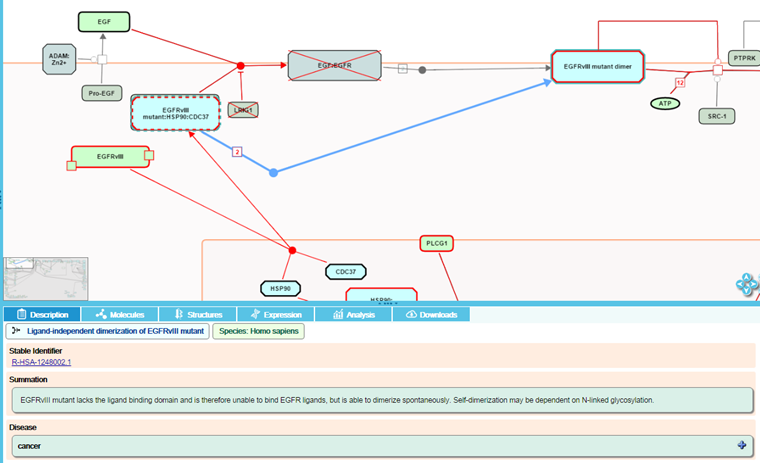 EGF
ADAM:
Zn2+
Pro-EGF
EGF:EGFR
EGFRvIII mutant dimer
PTPRK
12
ATP
SRC-1
EGFRvIII
mutant:HSP90:CDC37
LRIG1
2
EGFRvIII
PLCG1
CDC37
HSP90
HSP90:
Description
Molecules
Structures
Expression
Analysis
Downloads
Ligand-independent dimerization of EGFRvIII mutant
Species: Homo sapiens
Stable Identifier
R-HSA-1248002.1
Summation
EGFRvIII mutant lacks the ligand binding domain and is therefore unable to bind EGFR ligands, but is able to dimerize spontaneously. Self-dimerization may be dependent on N-linked glycosylation.
Disease
cancer